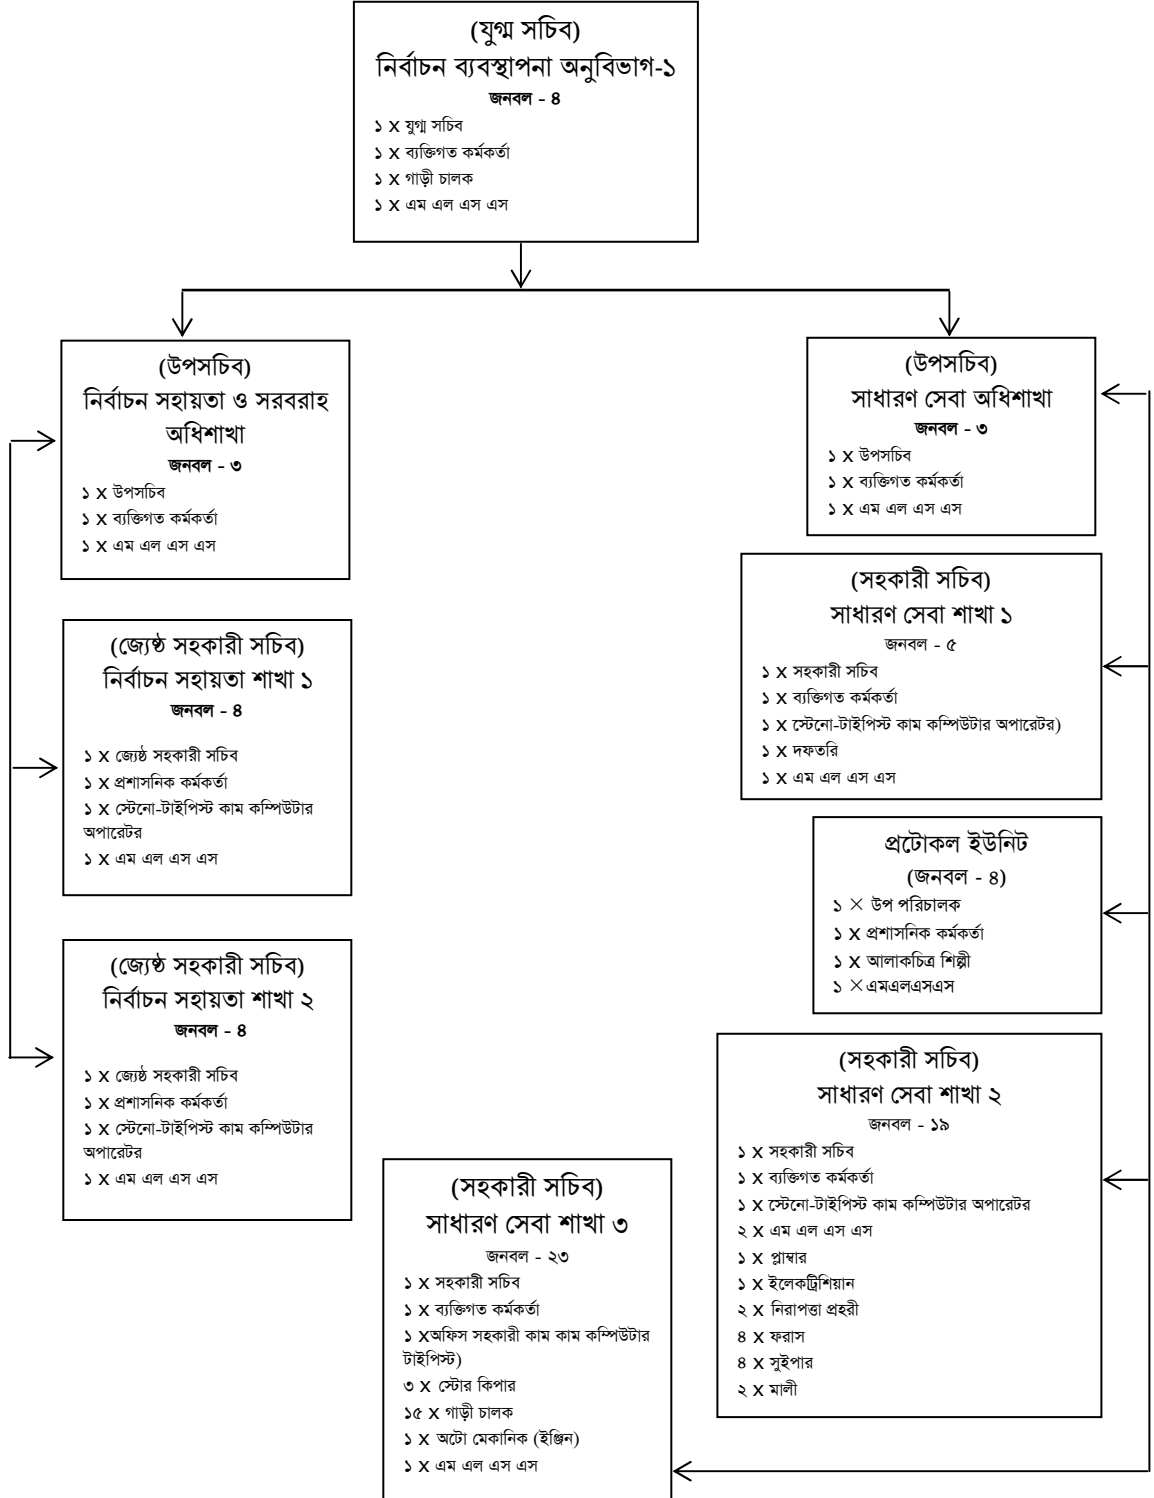 (যুগ্ম সচিব)
নির্বাচন ব্যবস্থাপনা অনুবিভাগ-১
জনবল - ৪
১ x যুগ্ম সচিব
১ x ব্যক্তিগত কর্মকর্তা
১ x গাড়ী চালক
১ x এম এল এস এস
(উপসচিব)
নির্বাচন সহায়তা ও সরবরাহ
অধিশাখা
জনবল - ৩
১ x উপসচিব
১ x ব্যক্তিগত কর্মকর্তা
১ x এম এল এস এস
(জ্যেষ্ঠ সহকারী সচিব)
নির্বাচন সহায়তা শাখা ১
জনবল - ৪
১ x জ্যেষ্ঠ সহকারী সচিব
১ x প্রশাসনিক কর্মকর্তা
১ x স্টেনো-টাইপিস্ট কাম কম্পিউটার
অপারেটর
১ x এম এল এস এস
(জ্যেষ্ঠ সহকারী সচিব)
নির্বাচন সহায়তা শাখা ২
জনবল - ৪
১ x জ্যেষ্ঠ সহকারী সচিব
১ x প্রশাসনিক কর্মকর্তা
১ x স্টেনো-টাইপিস্ট কাম কম্পিউটার
অপারেটর
১ x এম এল এস এস
(উপসচিব)
সাধারণ সেবা অধিশাখা
জনবল - ৩
১ x উপসচিব
১ x ব্যক্তিগত কর্মকর্তা
১ x এম এল এস এস
(সহকারী সচিব)
সাধারণ সেবা শাখা ১
জনবল - ৫
১ x সহকারী সচিব
১ x ব্যক্তিগত কর্মকর্তা
১ x স্টেনো-টাইপিস্ট কাম কম্পিউটার অপারেটর)
১ x দফতরি
১ x এম এল এস এস
প্রটোকল ইউনিট
(জনবল - ৪)
১ × উপ পরিচালক
১ x প্রশাসনিক কর্মকর্তা
১ x আলাকচিত্র শিল্পী
১ ×এমএলএসএস
(সহকারী সচিব)
সাধারণ সেবা শাখা ২
জনবল - ১৯
১ x সহকারী সচিব
১ x ব্যক্তিগত কর্মকর্তা
১ x স্টেনো-টাইপিস্ট কাম কম্পিউটার অপারেটর
২ x এম এল এস এস
১ x প্লাম্বার
১ x ইলেকট্রিশিয়ান
২ x নিরাপত্তা প্রহরী
৪ x ফরাস
৪ x সুইপার
২ x মালী
(সহকারী সচিব)
সাধারণ সেবা শাখা ৩
জনবল - ২৩
১ x সহকারী সচিব
১ x ব্যক্তিগত কর্মকর্তা
১ xঅফিস সহকারী কাম কাম কম্পিউটার
টাইপিস্ট)
৩ x স্টোর কিপার
১৫ x গাড়ী চালক
১ x অটো মেকানিক (ইঞ্জিন)
১ x এম এল এস এস